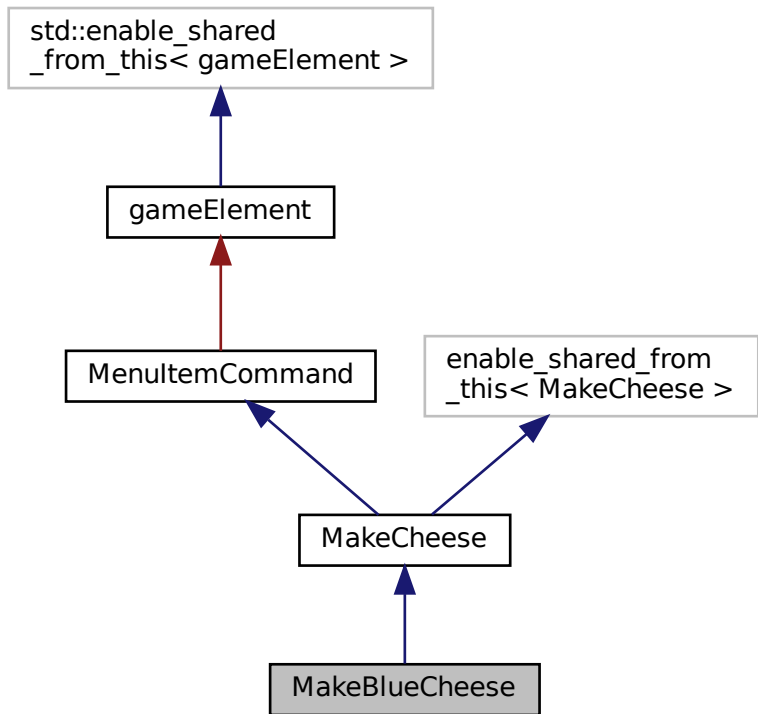 std::enable_shared
_from_this< gameElement >
gameElement
MenuItemCommand
enable_shared_from
_this< MakeCheese >
MakeCheese
MakeBlueCheese